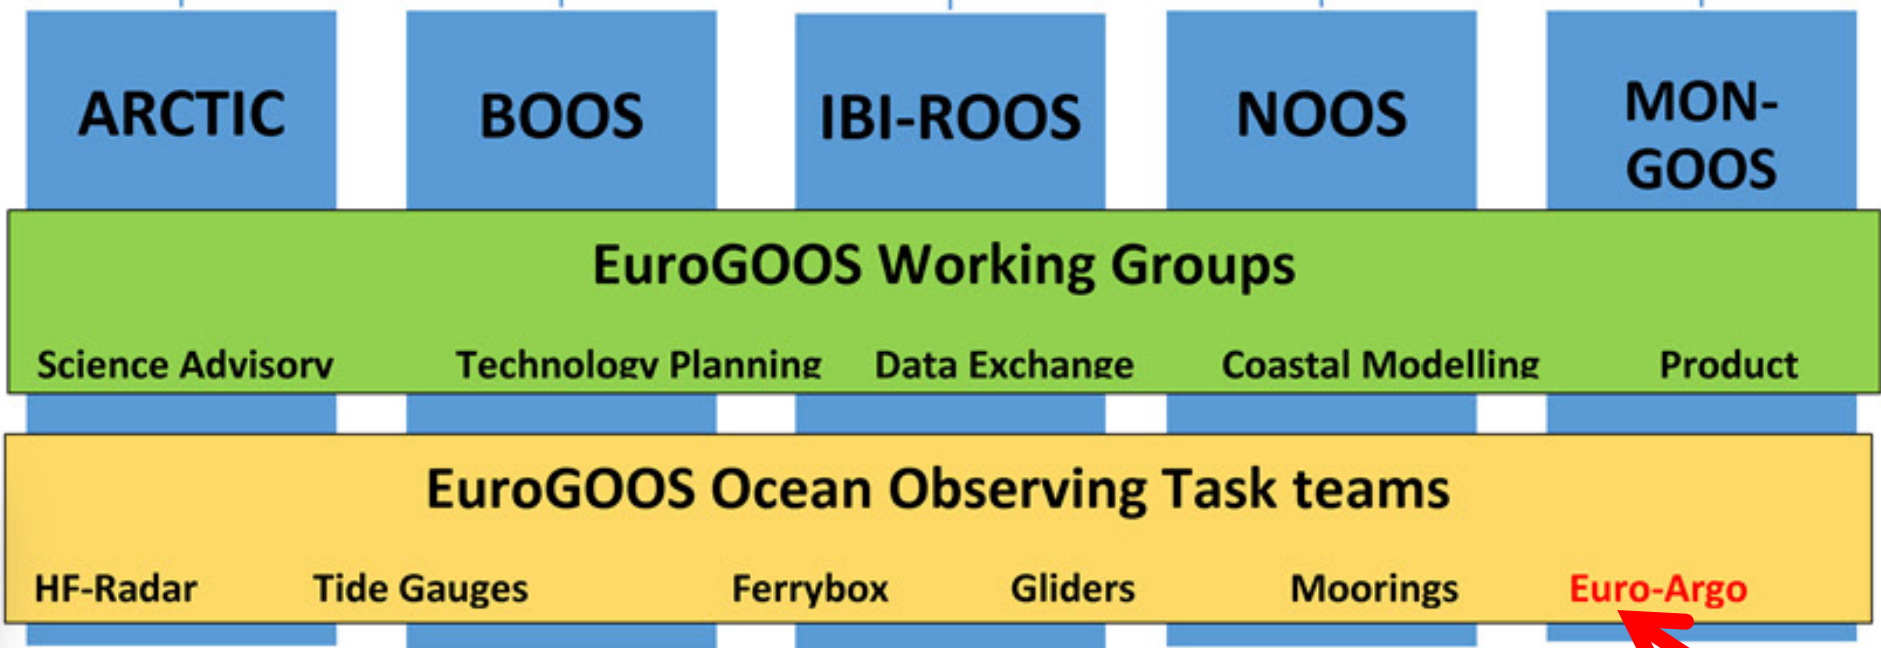 ARCTIC BOOS IBI-ROOS NOOS MON-
GOOS
EuroGOOS Working Groups
Science Advisory Technology Planning Data Exchange Coastal Modelling Product
EuroGOOS Ocean Observing Task teams
HF-Radar Tide Gauges Ferrybox Gliders Moorings Euro-Argo